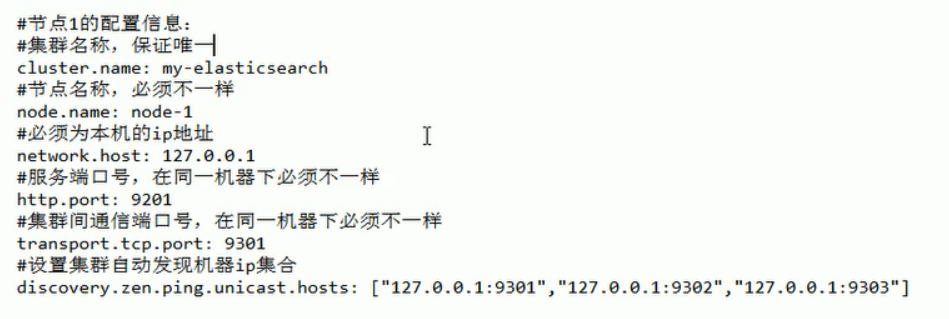 #节点1的配置信息:
#集群名称，保证唯一
cluster.name: my-elasticsearch
#节点名称，必须不一样
node.name: node-1
#必须为本机的ip地址
network.host: 127.0.0.1
#服务端口号，在同一机器下必须不一样
http.port: 9201
#集群间通信端口号，在同一机器下必须不一样
transport.tcp.port: 9301
#设置集群自动发现机器ip集合
discovery.zen.ping.unicast.hosts: ["127.0.0.1:9301","127.0.0.1:9302","127.0.0.1:9303"]